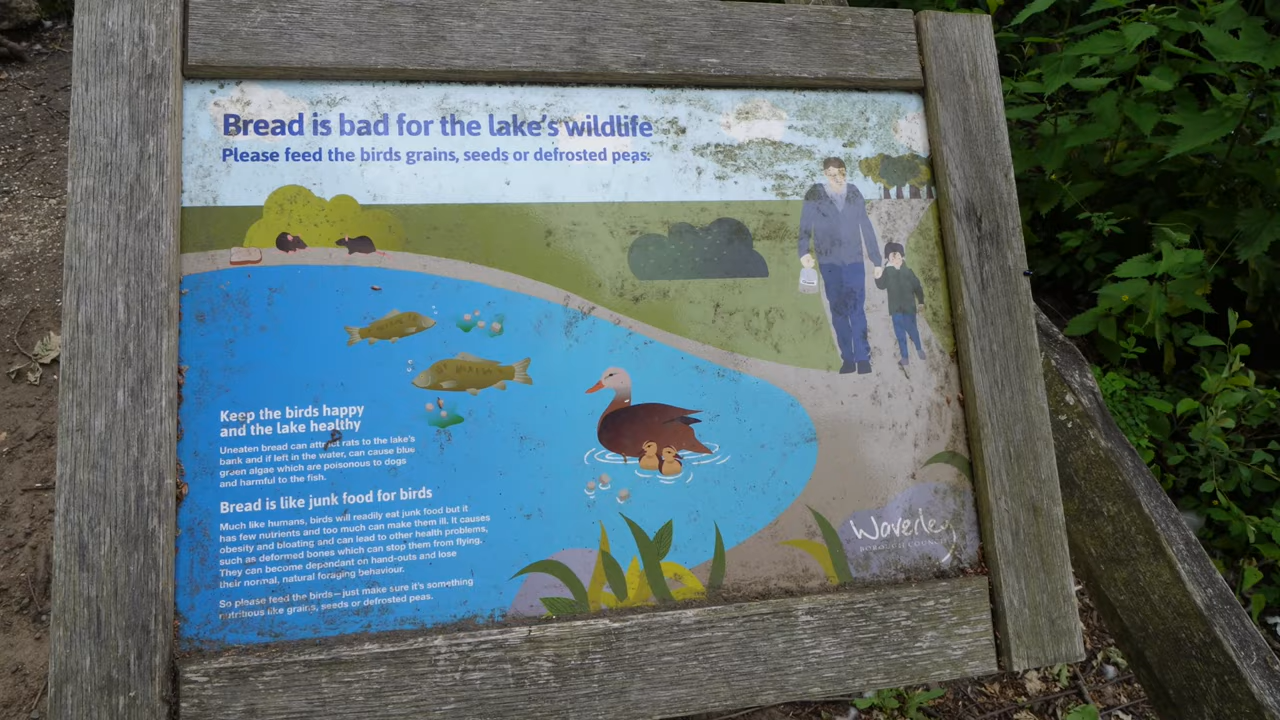 Bread is bad for the lake's wildlife
Please feed the birds grains, seeds or defrosted peas:
Keep the birds happy
and the lake healthy
Uneaten bread can attract rats to the lake's
bank and if left in the water, can cause blue
green algae which are poisonous to dogs
and harmful to the fish.
Bread is like junk food for birds
Much like humans, birds will readily eat junk food but it
has few nutrients and too much can make them ill. It causes
obesity and bloating and can lead to other health problems,
such as deformed bones which can stop them from flying.
They can become dependant on hand-outs and lose
their normal, natural foraging behaviour.
So please feed the birds – just make sure it's something
nutritious like grains, seeds or defrosted peas.
Waverley
BOROUGH COUNCIL